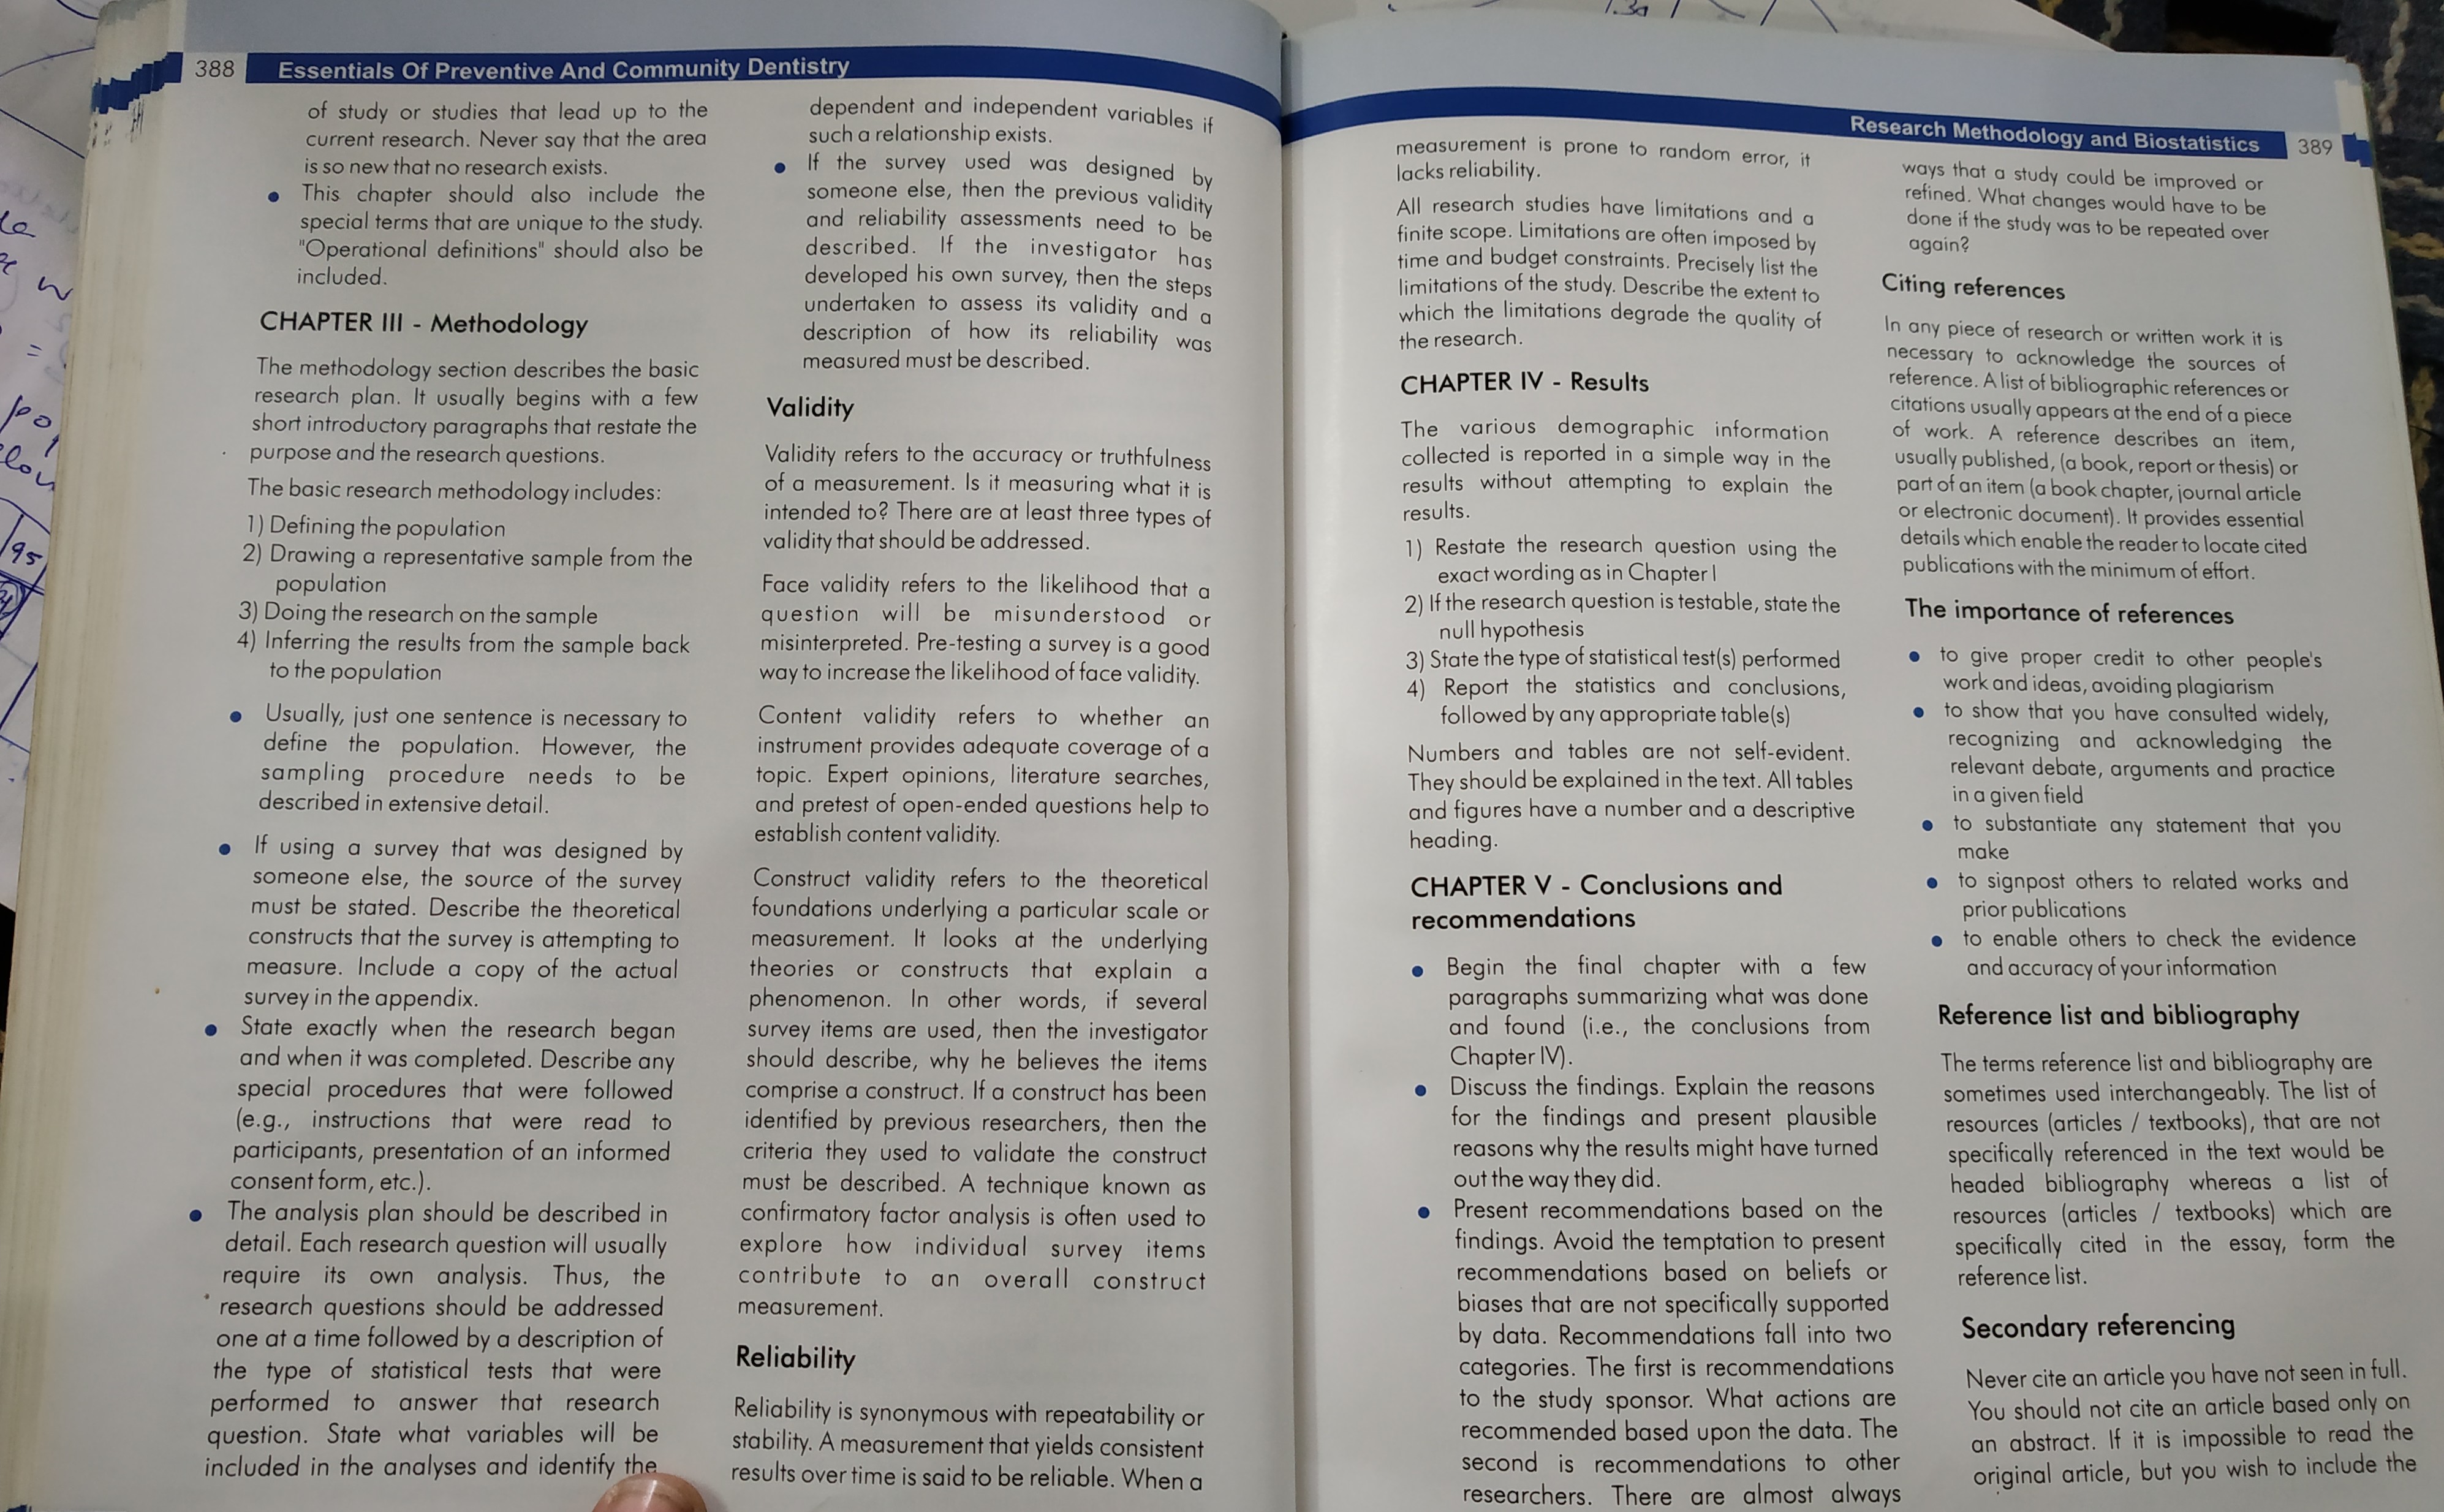 388 Essentials Of Preventive And Community Dentistry
of study or studies that lead up to the
current research. Never say that the area
is so new that no research exists.
• This chapter should also include the
special terms that are unique to the study.
"Operational definitions" should also be
included.
CHAPTER III - Methodology
The methodology section describes the basic
research plan. It usually begins with a few
short introductory paragraphs that restate the
purpose and the research questions.
The basic research methodology includes:
1) Defining the population
2) Drawing a representative sample from the
population
3) Doing the research on the sample
4) Inferring the results from the sample back
to the population
• Usually, just one sentence is necessary to
define the population. However, the
sampling procedure needs to be
described in extensive detail.
• If using a survey that was designed by
someone else, the source of the survey
must be stated. Describe the theoretical
constructs that the survey is attempting to
measure. Include a copy of the actual
survey in the appendix.
• State exactly when the research began
and when it was completed. Describe any
special procedures that were followed
(e.g., instructions that were read to
participants, presentation of an informed
consent form, etc.).
• The analysis plan should be described in
detail. Each research question will usually
require its own analysis. Thus, the
research questions should be addressed
one at a time followed by a description of
the type of statistical tests that were
performed to answer that research
question. State what variables will be
included in the analyses and identify the
dependent and independent variables if
such a relationship exists.
• If the survey used was designed by
someone else, then the previous validity
and reliability assessments need to be
described. If the investigator has
developed his own survey, then the steps
undertaken to assess its validity and a
description of how its reliability was
measured must be described.
Validity
Validity refers to the accuracy or truthfulness
of a measurement. Is it measuring what it is
intended to? There are at least three types of
validity that should be addressed.
Face validity refers to the likelihood that a
question will be misunderstood or
misinterpreted. Pre-testing a survey is a good
way to increase the likelihood of face validity.
Content validity refers to whether an
instrument provides adequate coverage of a
topic. Expert opinions, literature searches,
and pretest of open-ended questions help to
establish content validity.
Construct validity refers to the theoretical
foundations underlying a particular scale or
measurement. It looks at the underlying
theories or constructs that explain a
phenomenon. In other words, if several
survey items are used, then the investigator
should describe, why he believes the items
comprise a construct. If a construct has been
identified by previous researchers, then the
criteria they used to validate the construct
must be described. A technique known as
confirmatory factor analysis is often used to
explore how individual survey items
contribute to an overall construct
measurement.
Reliability
Reliability is synonymous with repeatability or
stability. A measurement that yields consistent
results over time is said to be reliable. When a
Research Methodology and Biostatistics 389
measurement is prone to random error, it
lacks reliability.
All research studies have limitations and a
finite scope. Limitations are often imposed by
time and budget constraints. Precisely list the
limitations of the study. Describe the extent to
which the limitations degrade the quality of
the research.
CHAPTER IV - Results
The various demographic information
collected is reported in a simple way in the
results without attempting to explain the
results.
1) Restate the research question using the
exact wording as in Chapter I
2) If the research question is testable, state the
null hypothesis
3) State the type of statistical test(s) performed
4) Report the statistics and conclusions,
followed by any appropriate table(s)
Numbers and tables are not self-evident.
They should be explained in the text. All tables
and figures have a number and a descriptive
heading.
CHAPTER V - Conclusions and
recommendations
• Begin the final chapter with a few
paragraphs summarizing what was done
and found (i.e., the conclusions from
Chapter IV).
• Discuss the findings. Explain the reasons
for the findings and present plausible
reasons why the results might have turned
out the way they did.
• Present recommendations based on the
findings. Avoid the temptation to present
recommendations based on beliefs or
biases that are not specifically supported
by data. Recommendations fall into two
categories. The first is recommendations
to the study sponsor. What actions are
recommended based upon the data. The
second is recommendations to other
researchers. There are almost always
ways that a study could be improved or
refined. What changes would have to be
done if the study was to be repeated over
again?
Citing references
In any piece of research or written work it is
necessary to acknowledge the sources of
reference. A list of bibliographic references or
citations usually appears at the end of a piece
of work. A reference describes an item,
usually published, (a book, report or thesis) or
part of an item (a book chapter, journal article
or electronic document). It provides essential
details which enable the reader to locate cited
publications with the minimum of effort.
The importance of references
• to give proper credit to other people's
work and ideas, avoiding plagiarism
• to show that you have consulted widely,
recognizing and acknowledging the
relevant debate, arguments and practice
in a given field
• to substantiate any statement that you
make
• to signpost others to related works and
prior publications
• to enable others to check the evidence
and accuracy of your information
Reference list and bibliography
The terms reference list and bibliography are
sometimes used interchangeably. The list of
resources (articles / textbooks), that are not
specifically referenced in the text would be
headed bibliography whereas a list of
resources (articles / textbooks) which are
specifically cited in the essay, form the
reference list.
Secondary referencing
Never cite an article you have not seen in full.
You should not cite an article based only on
an abstract. If it is impossible to read the
original article, but you wish to include the
95